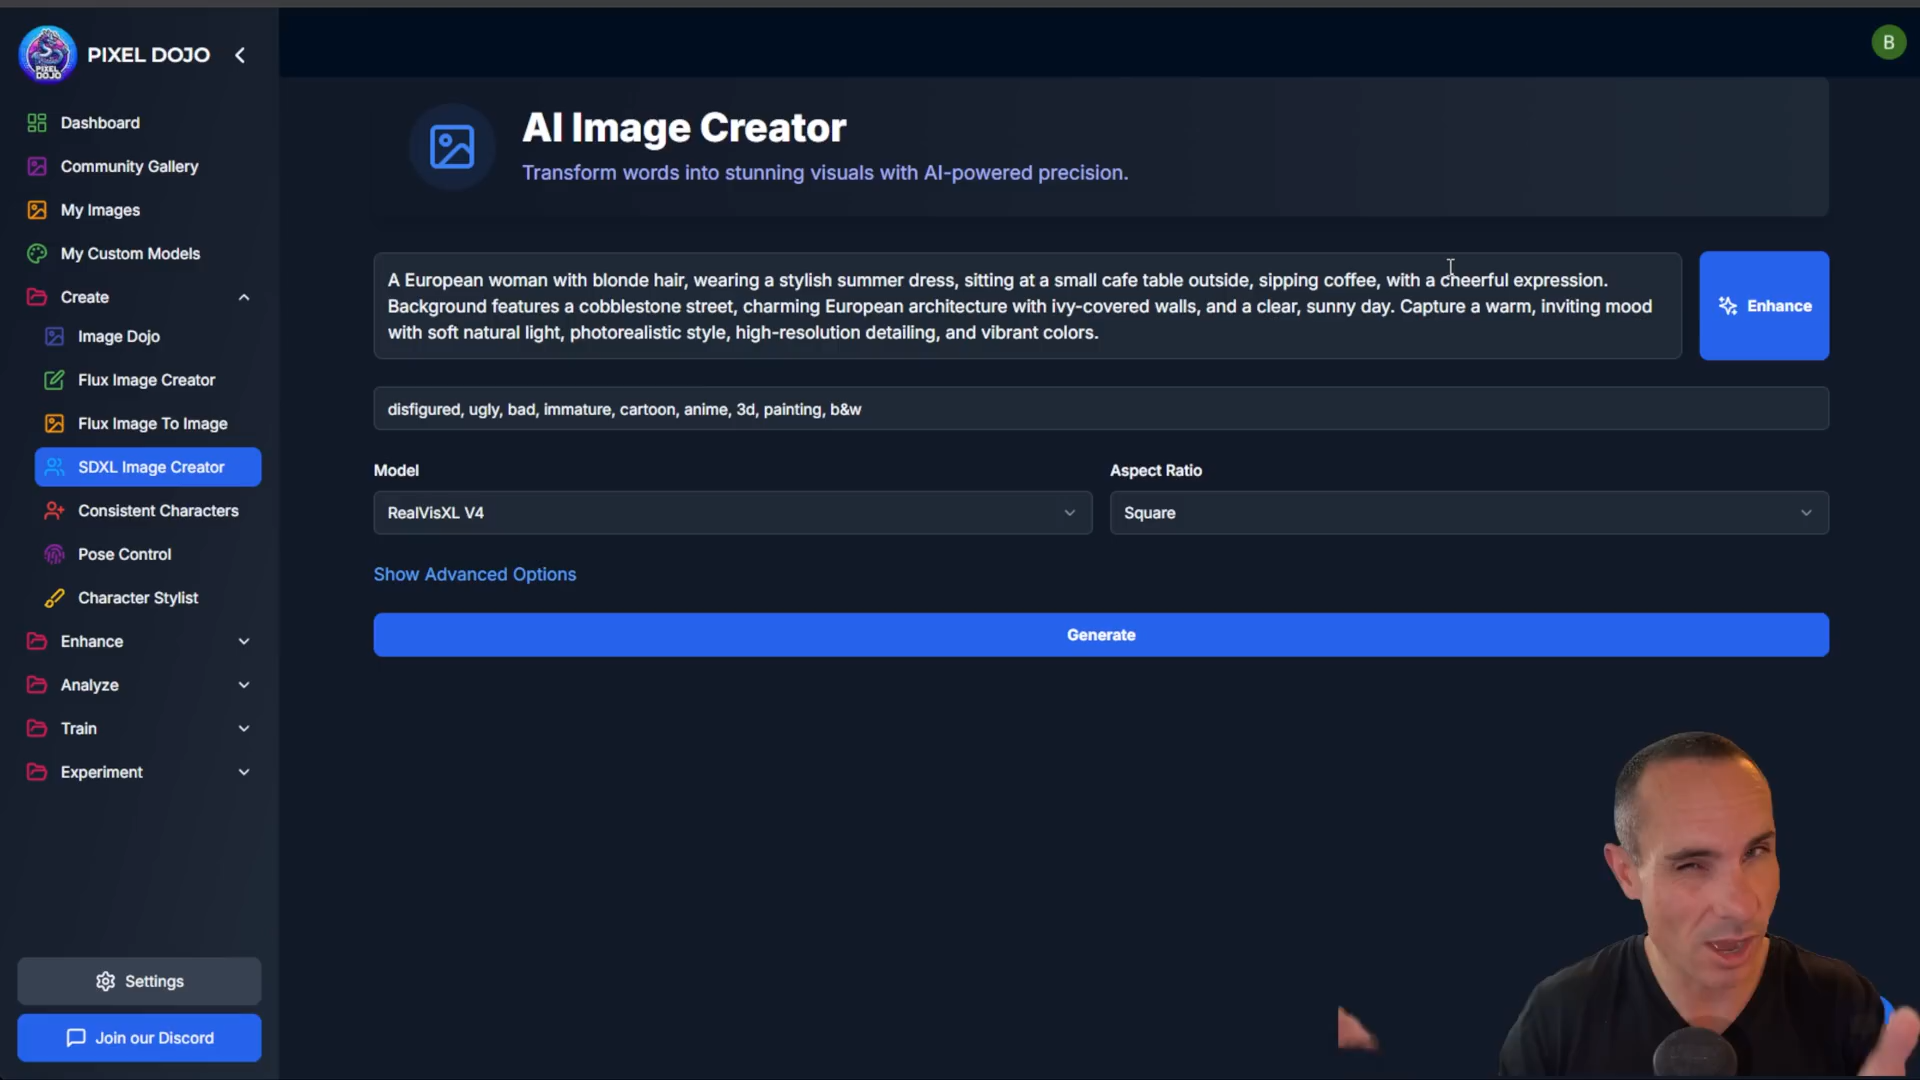 PIXEL DOJO
PIXEL DOJO
B
Dashboard
Community Gallery
My Images
My Custom Models
Create
Image Dojo
Flux Image Creator
Flux Image To Image
SDXL Image Creator
Consistent Characters
Pose Control
Character Stylist
Enhance
Analyze
Train
Experiment
Settings
Join our Discord
AI Image Creator
Transform words into stunning visuals with AI-powered precision.
A European woman with blonde hair, wearing a stylish summer dress, sitting at a small cafe table outside, sipping coffee, with a cheerful expression.
Background features a cobblestone street, charming European architecture with ivy-covered walls, and a clear, sunny day. Capture a warm, inviting mood
with soft natural light, photorealistic style, high-resolution detailing, and vibrant colors.
Enhance
disfigured, ugly, bad, immature, cartoon, anime, 3d, painting, b&w
Model
Aspect Ratio
RealVisXL V4
Square
Show Advanced Options
Generate